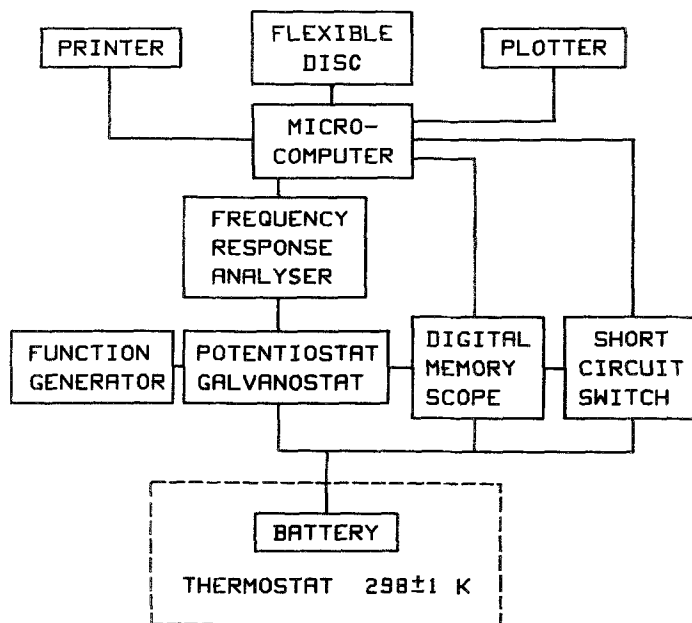 PRINTER
FLEXIBLE
DISC
PLOTTER
MICRO-
COMPUTER
FREQUENCY
RESPONSE
ANALYSER
FUNCTION
GENERATOR
POTENTIOSTAT
GALVANOSTAT
DIGITAL
MEMORY
SCOPE
SHORT
CIRCUIT
SWITCH
BATTERY
THERMOSTAT 298±1 K